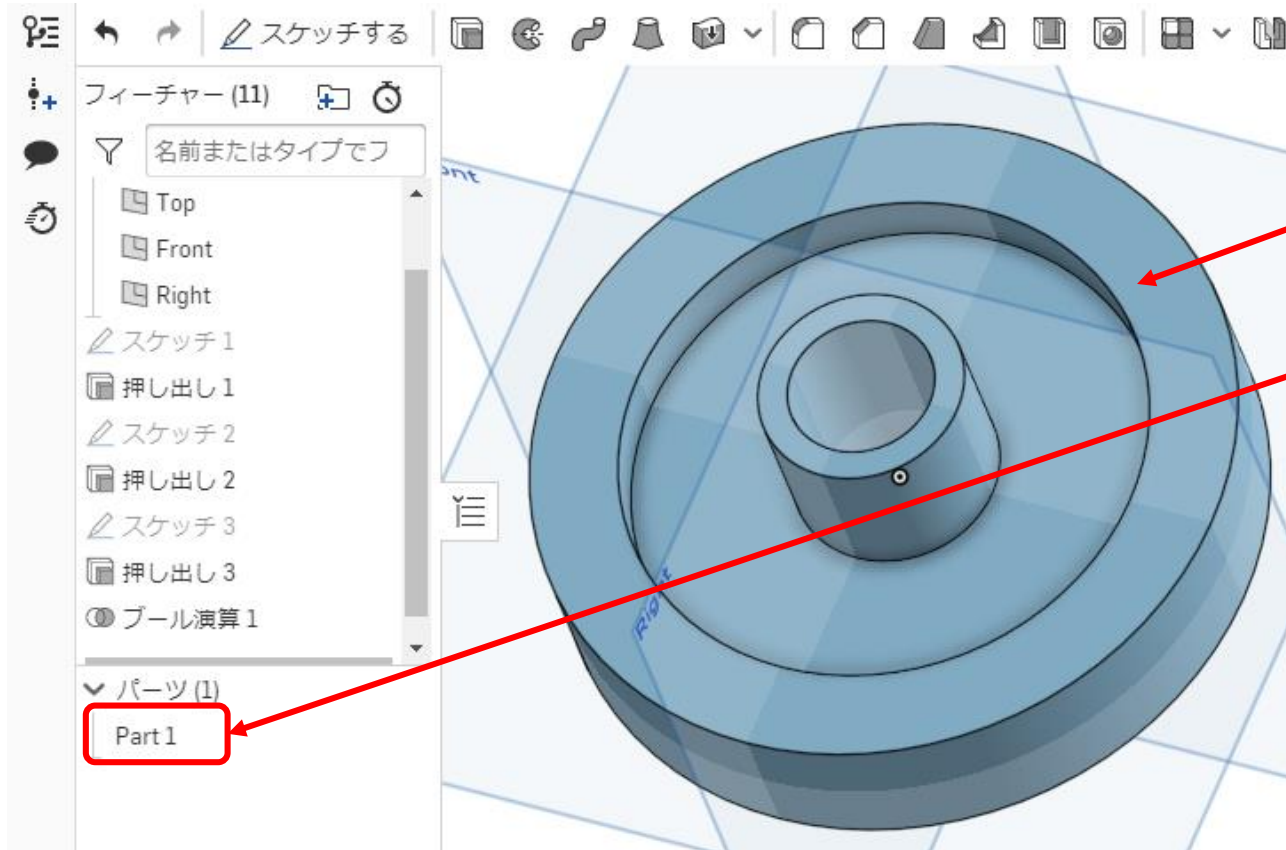 スケッチする
フィーチャー (11)
名前またはタイプでフ
Top
Front
Right
スケッチ 1
押し出し 1
スケッチ 2
押し出し 2
スケッチ 3
押し出し 3
ブール演算 1
パーツ (1)
Part 1
ont
Right